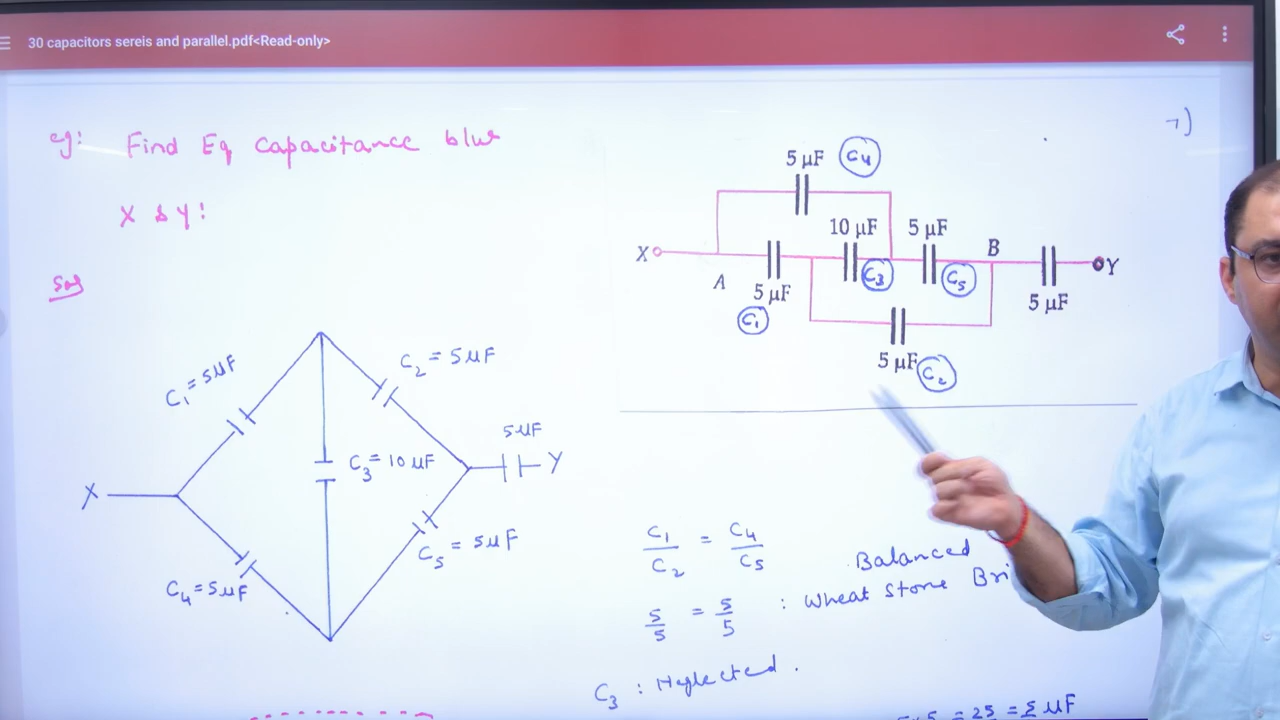 30 capacitors sereis and parallel.pdf<Read-only>
eg: Find Eq Capacitance b/w
X & Y:
Sol
7)
5 μF C4
10 μF 5 μF
X A B Y
5 μF C3 C5 5 μF
C1
5 μF C2
C1 = 5μF
C2 = 5μF
C3 = 10 μF
5μF
X Y
C4 = 5μF
C5 = 5μF
C1/C2 = C4/C5 Balanced
5/5 = 5/5 : Wheat Stone Bri
C3 : Neglected.
= 25 = 5 μF